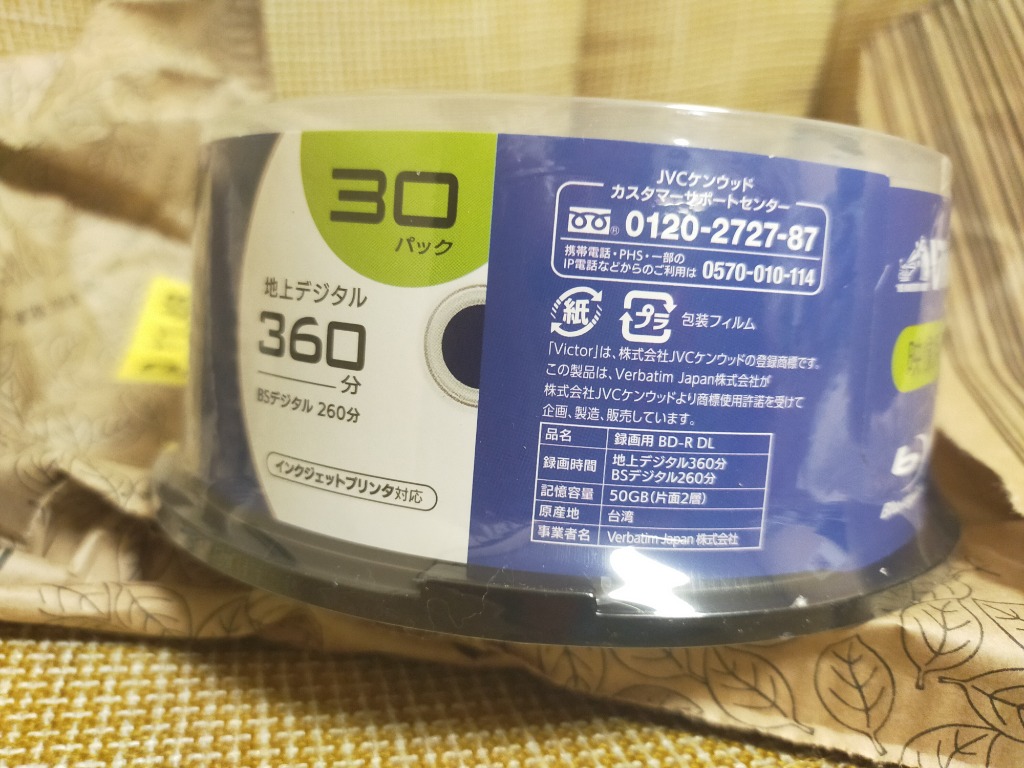 30
パック
地上デジタル
360
分
BSデジタル 260分
インクジェットプリンタ対応
JVCケンウッド
カスタマーサポートセンター
0120-2727-87
携帯電話・PHS・一部の
IP電話などからのご利用は 0570-010-114
紙
プラ 包装フィルム
「Victor」は、株式会社JVCケンウッドの登録商標です。
この製品は、Verbatim Japan株式会社が
株式会社JVCケンウッドより商標使用許諾を受けて
企画、製造、販売しています。
品名 録画用 BD-R DL
録画時間 地上デジタル360分
BSデジタル260分
記憶容量 50GB(片面2層)
原産地 台湾
事業者名 Verbatim Japan 株式会社